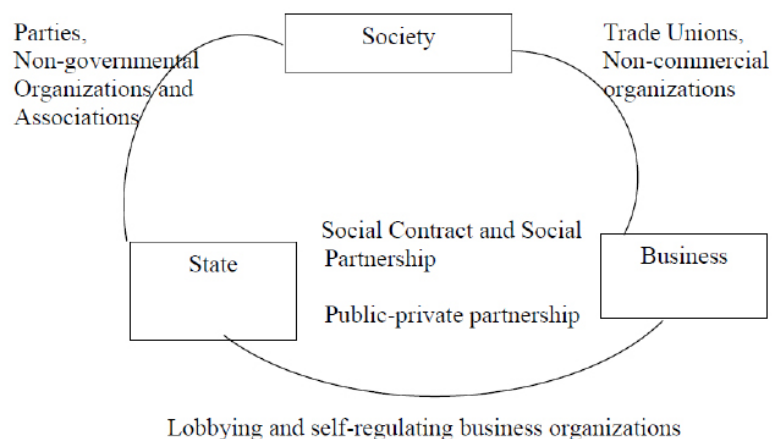 Parties,
Non-governmental
Organizations and
Associations
Society
Trade Unions,
Non-commercial
organizations
State
Social Contract and Social
Partnership
Public-private partnership
Business
Lobbying and self-regulating business organizations